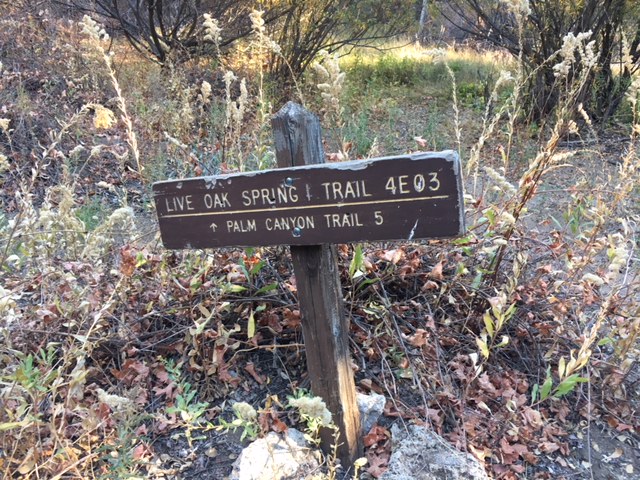 LIVE OAK SPRING TRAIL 4E03
↑ PALM CANYON TRAIL 5